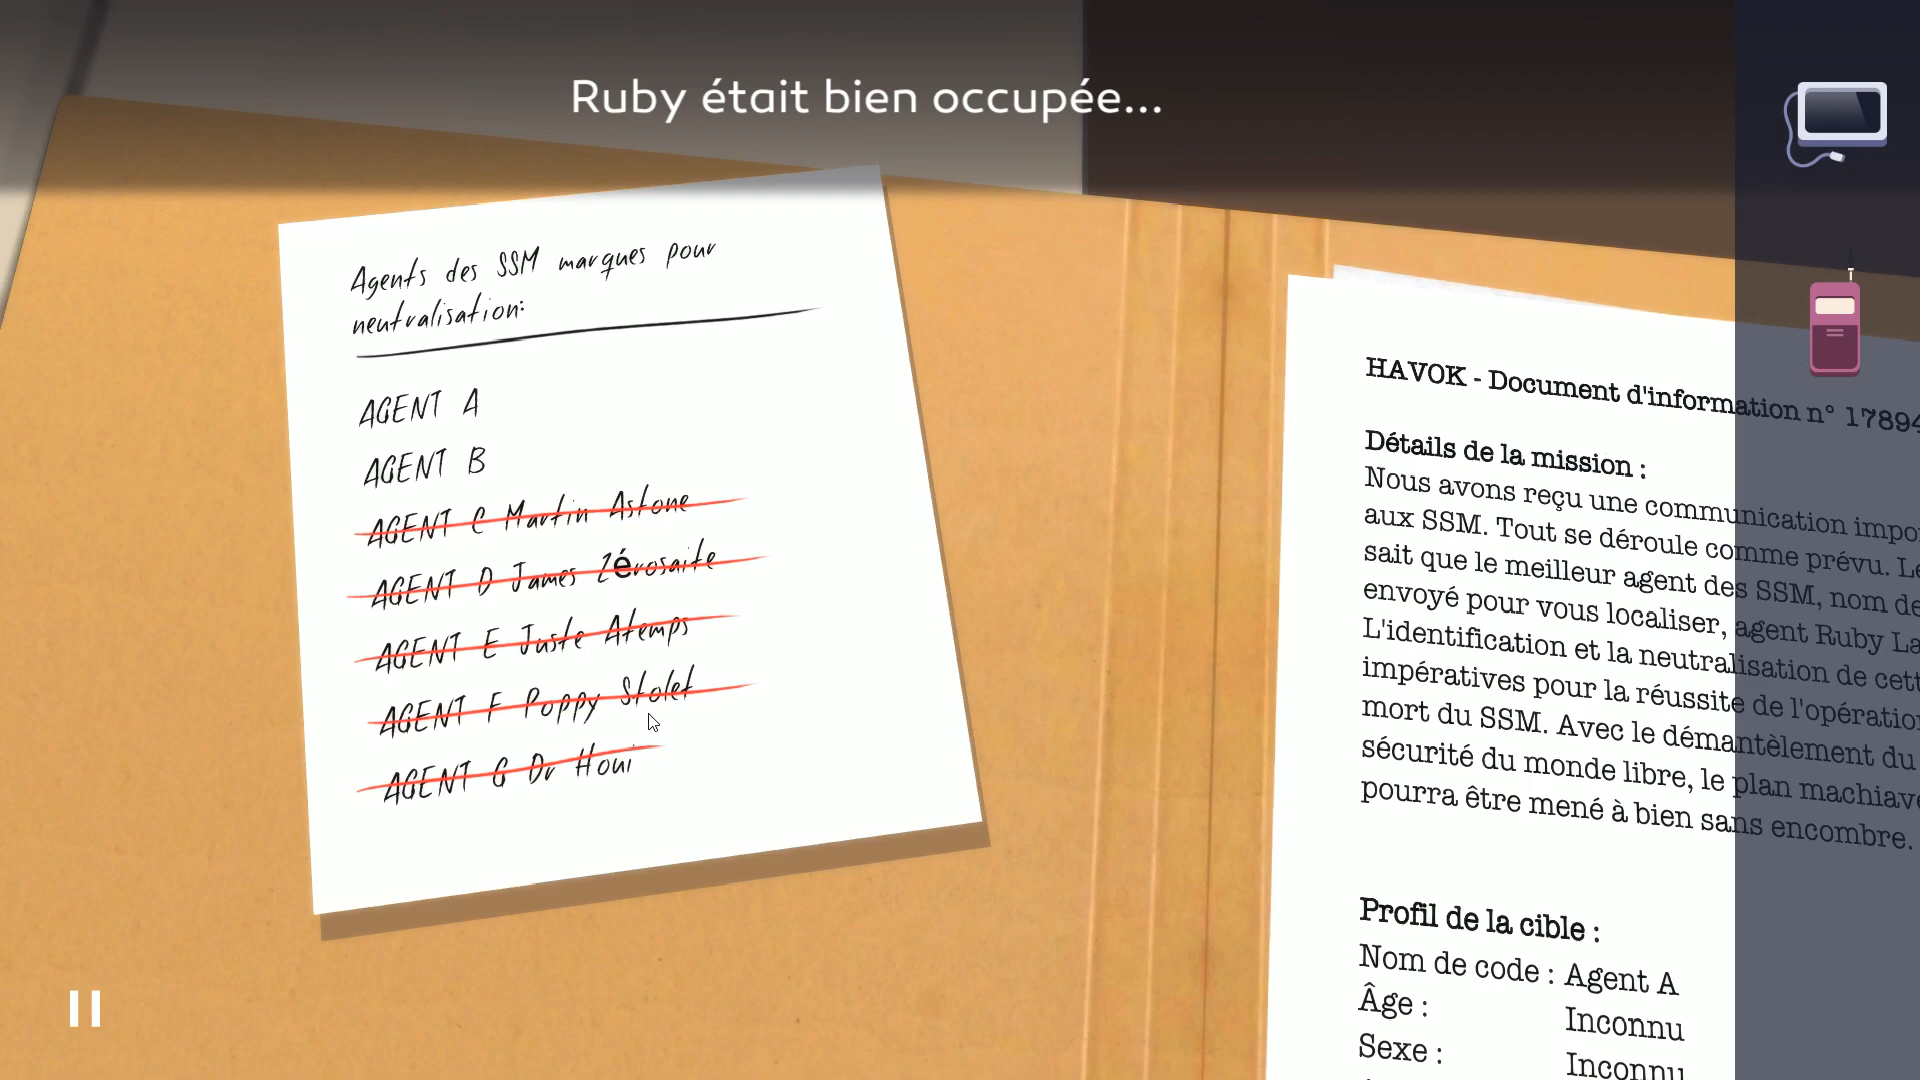 Ruby était bien occupée...
Agents des SSM marques pour
neutralisation:
AGENT A
AGENT B
AGENT C Martin Astone
AGENT D James Zérosaite
AGENT E Juste Atemps
AGENT F Poppy Stolet
AGENT G Dr Houi
HAVOK - Document d'information n° 17894
Détails de la mission :
Nous avons reçu une communication impo
aux SSM. Tout se déroule comme prévu. Le
sait que le meilleur agent des SSM, nom de
envoyé pour vous localiser, agent Ruby La
L'identification et la neutralisation de cett
impératives pour la réussite de l'opération
mort du SSM. Avec le démantèlement du
sécurité du monde libre, le plan machiavé
pourra être mené à bien sans encombre.
Profil de la cible :
Nom de code : Agent A
Âge : Inconnu
Sexe : Inconnu